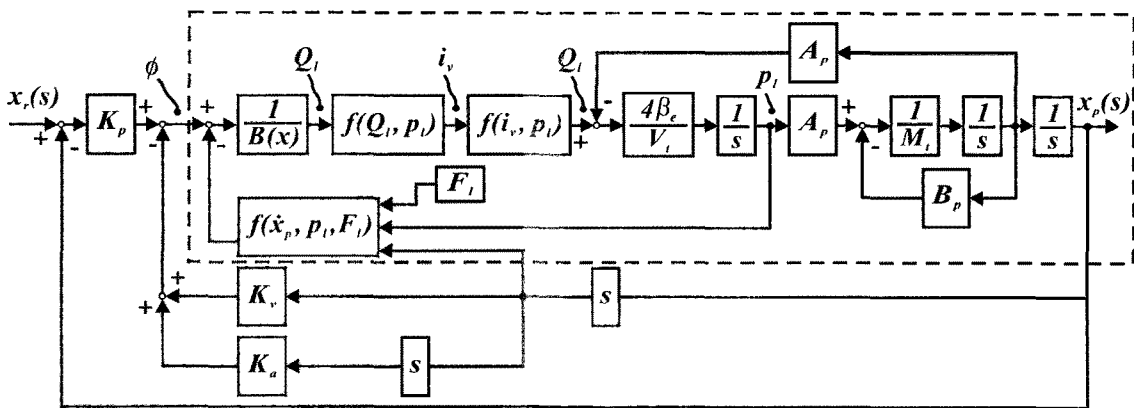 A_p
ϕ
Q_l
i_v
Q_l
-
p_l
x_r(s)
x_p(s)
+
-
K_p
+
-
+
-
1/B(x)
f(Q_l, p_l)
f(i_v, p_l)
+
4β_e/V_t
1/s
A_p
+
-
1/M_t
1/s
1/s
F_l
B_p
f(ẋ_p, p_l, F_l)
+
+
K_v
s
K_a
s